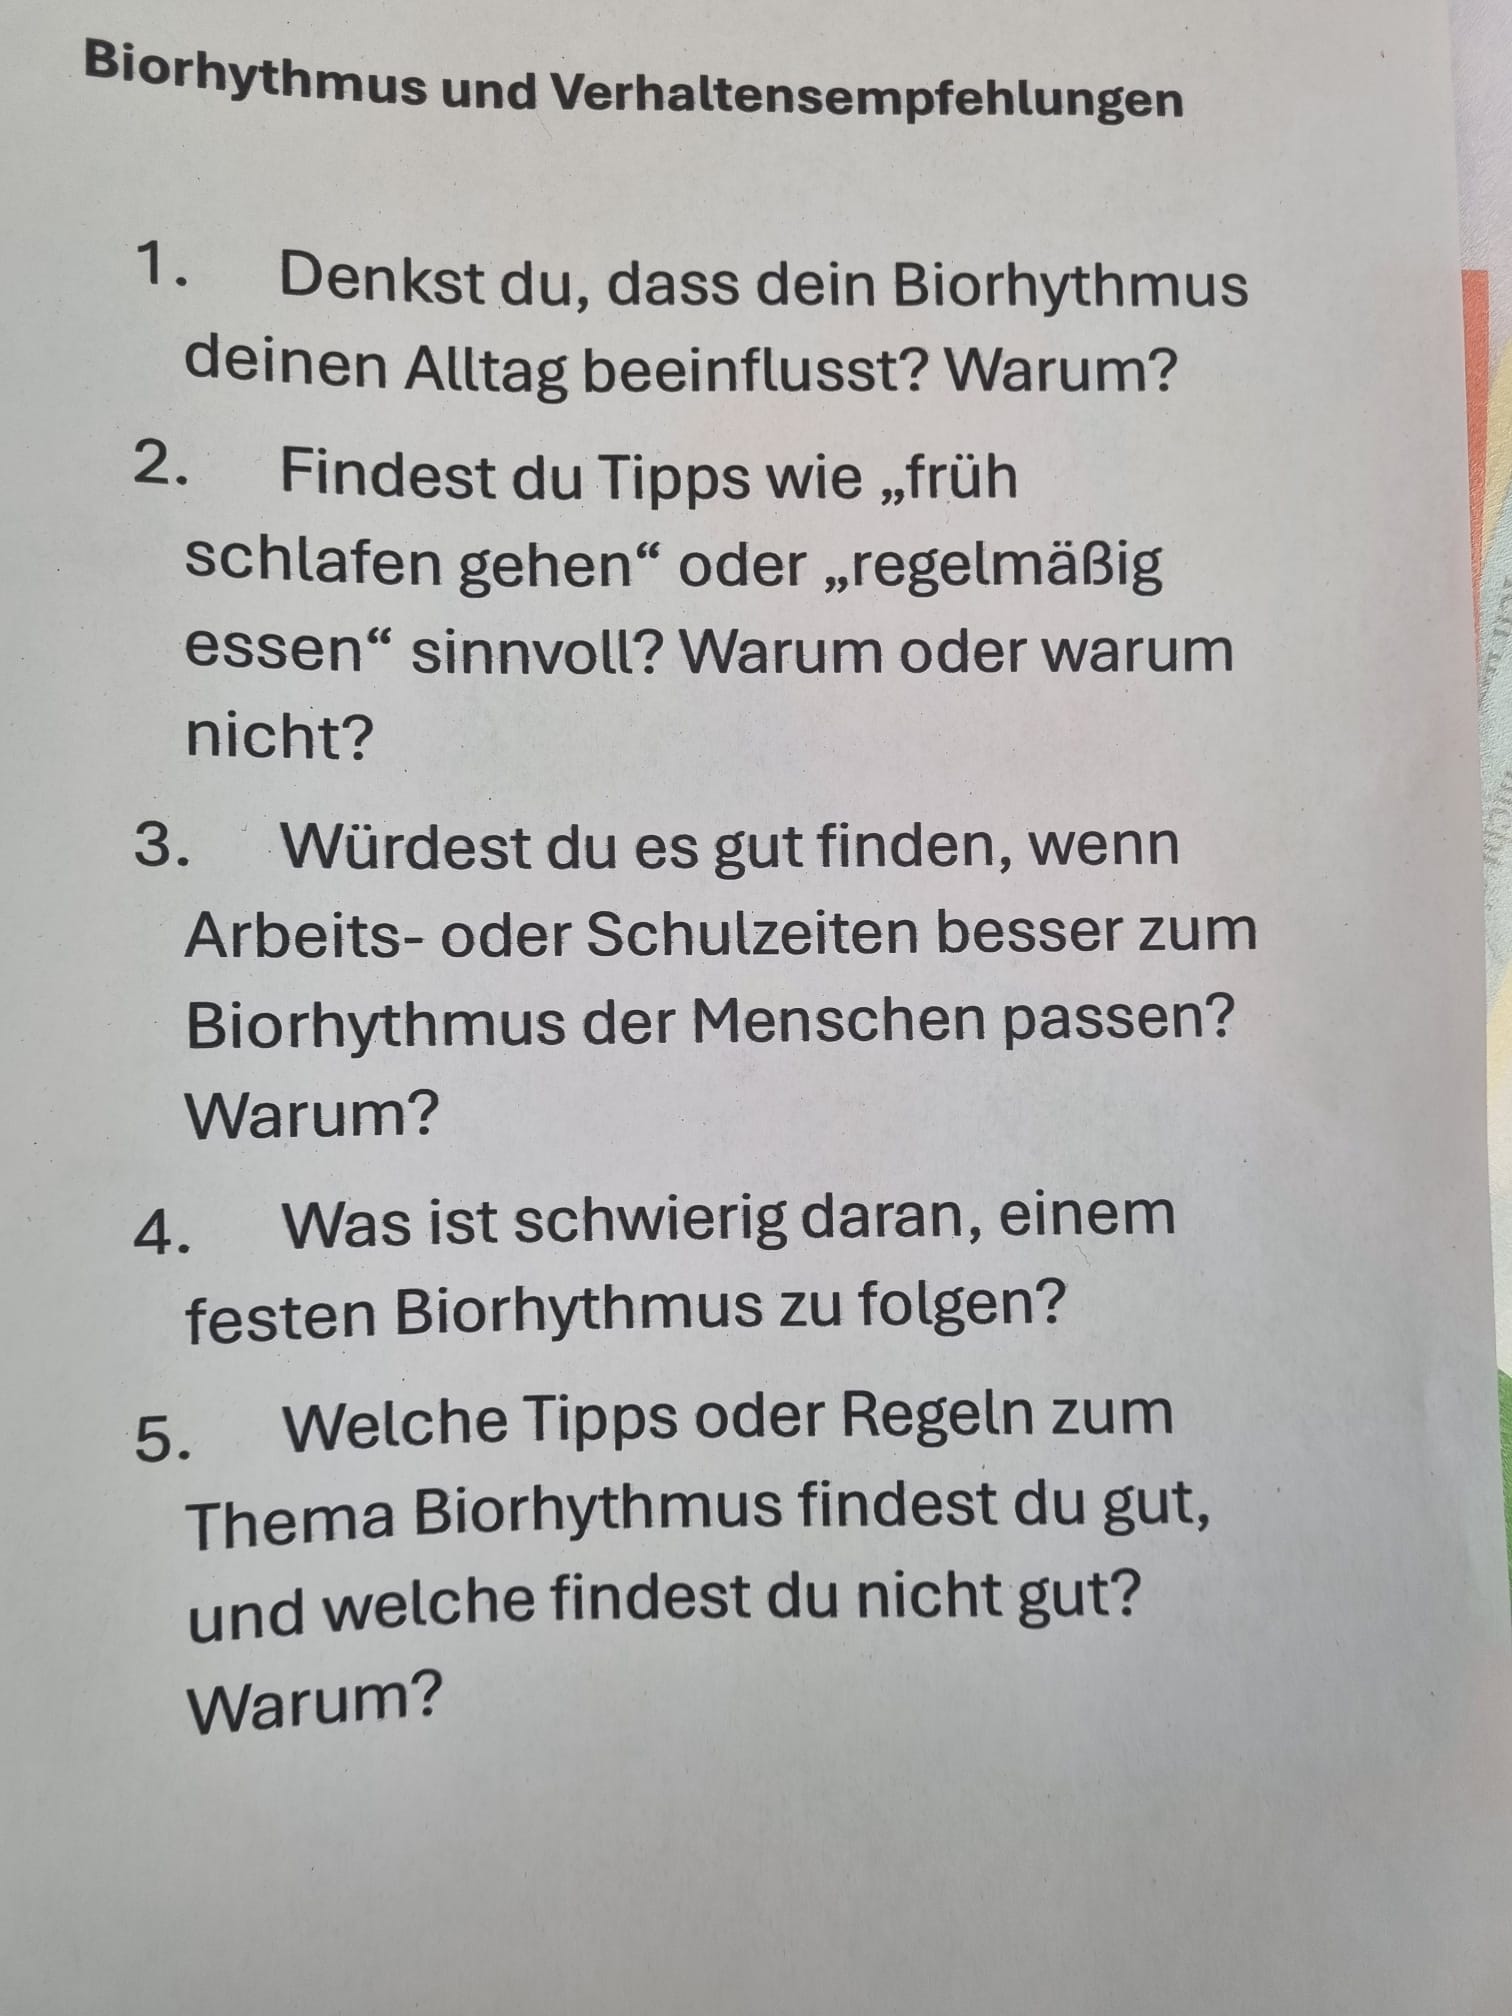 Biorhythmus und Verhaltensempfehlungen
1. Denkst du, dass dein Biorhythmus
deinen Alltag beeinflusst? Warum?
2. Findest du Tipps wie „früh
schlafen gehen“ oder „regelmäßig
essen“ sinnvoll? Warum oder warum
nicht?
3. Würdest du es gut finden, wenn
Arbeits- oder Schulzeiten besser zum
Biorhythmus der Menschen passen?
Warum?
4. Was ist schwierig daran, einem
festen Biorhythmus zu folgen?
5. Welche Tipps oder Regeln zum
Thema Biorhythmus findest du gut,
und welche findest du nicht gut?
Warum?